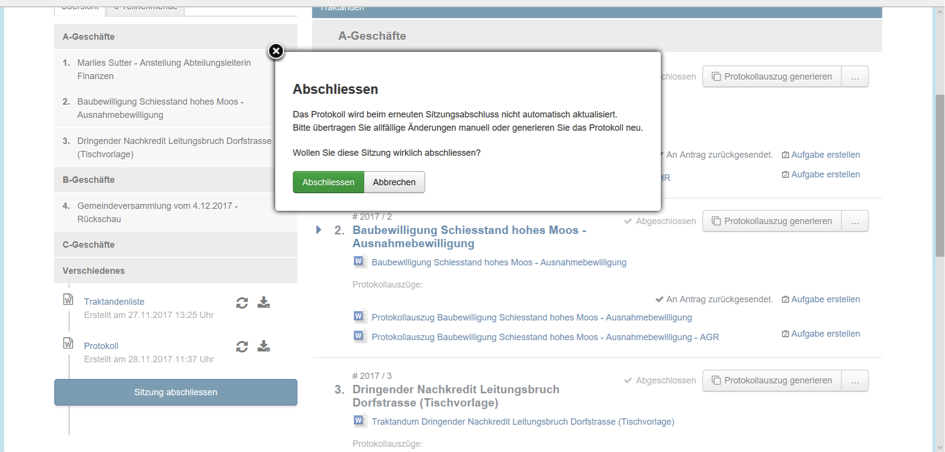 Übersicht
6 Teilnehmende
A-Geschäfte
1. Marlies Sutter - Anstellung Abteilungsleiterin
Finanzen
2. Baubewilligung Schiesstand hohes Moos -
Ausnahmebewilligung
3. Dringender Nachkredit Leitungsbruch Dorfstrasse
(Tischvorlage)
B-Geschäfte
4. Gemeindeversammlung vom 4.12.2017 -
Rückschau
C-Geschäfte
Verschiedenes
Traktandenliste
Erstellt am 27.11.2017 13:25 Uhr
Protokoll
Erstellt am 28.11.2017 11:37 Uhr
Sitzung abschliessen
Traktanden
A-Geschäfte
Protokollauszug generieren ...
Abschliessen
Das Protokoll wird beim erneuten Sitzungsabschluss nicht automatisch aktualisiert.
Bitte übertragen Sie allfällige Änderungen manuell oder generieren Sie das Protokoll neu.
Wollen Sie diese Sitzung wirklich abschliessen?
Abschliessen Abbrechen
An Antrag zurückgesendet. Aufgabe erstellen
Aufgabe erstellen
# 2017 / 2
2. Baubewilligung Schiesstand hohes Moos -
Ausnahmebewilligung
Abgeschlossen Protokollauszug generieren ...
Baubewilligung Schiesstand hohes Moos - Ausnahmebewilligung
Protokollauszüge:
An Antrag zurückgesendet. Aufgabe erstellen
Protokollauszug Baubewilligung Schiesstand hohes Moos - Ausnahmebewilligung
Protokollauszug Baubewilligung Schiesstand hohes Moos - Ausnahmebewilligung - AGR
Aufgabe erstellen
# 2017 / 3
3. Dringender Nachkredit Leitungsbruch
Dorfstrasse (Tischvorlage)
Abgeschlossen Protokollauszug generieren ...
Traktandum Dringender Nachkredit Leitungsbruch Dorfstrasse (Tischvorlage)
Protokollauszüge: